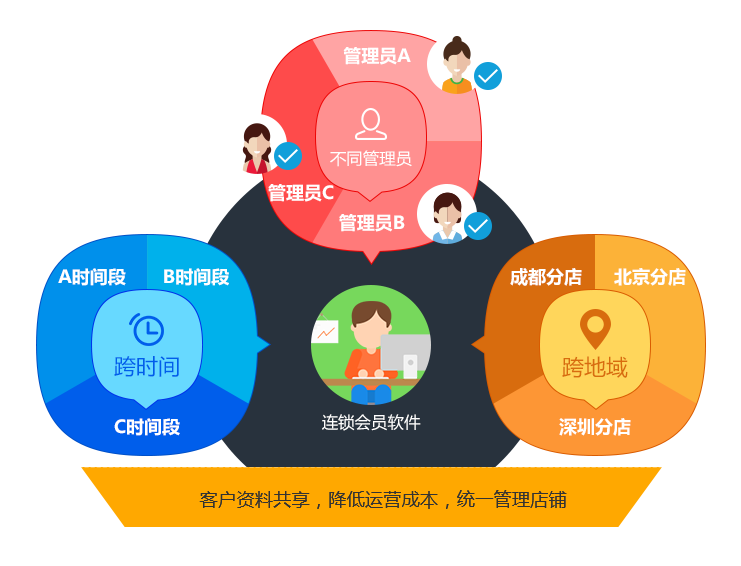 管理员A
不同管理员
管理员C
管理员B
A时间段
B时间段
跨时间
C时间段
成都分店
北京分店
跨地域
深圳分店
连锁会员软件
客户资料共享，降低运营成本，统一管理店铺